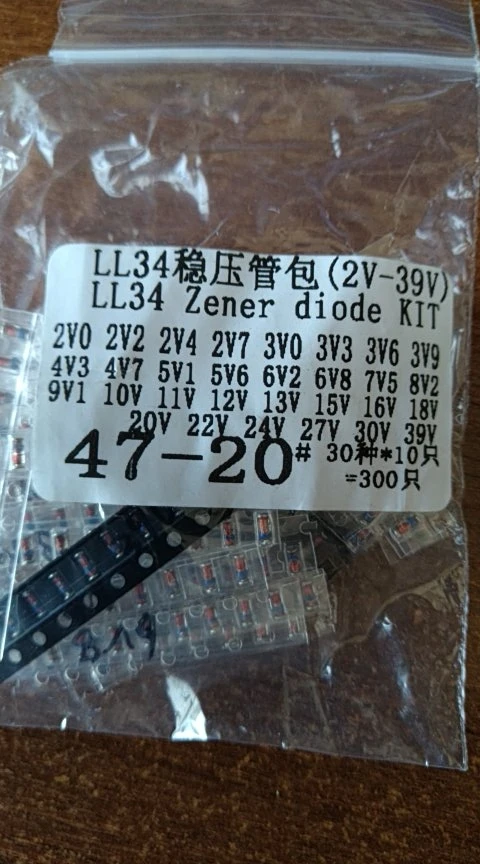 LL34稳压管包(2V-39V)
LL34 Zener diode KIT
2V0 2V2 2V4 2V7 3V0 3V3 3V6 3V9
4V3 4V7 5V1 5V6 6V2 6V8 7V5 8V2
9V1 10V 11V 12V 13V 15V 16V 18V
20V 22V 24V 27V 30V 39V
47-20# 30种*10只
=300只